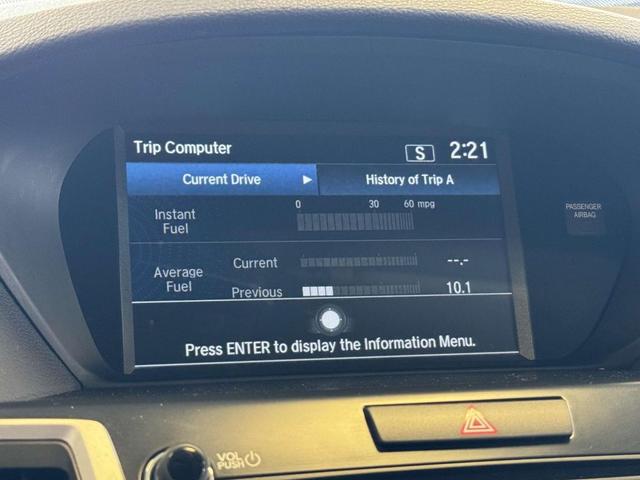 Trip Computer
S 2:21
Current Drive
History of Trip A
0 30 60 mpg
Instant
Fuel
Average
Fuel
Current --.-
Previous 10.1
Press ENTER to display the Information Menu.
PASSENGER
AIRBAG
VOL
PUSH